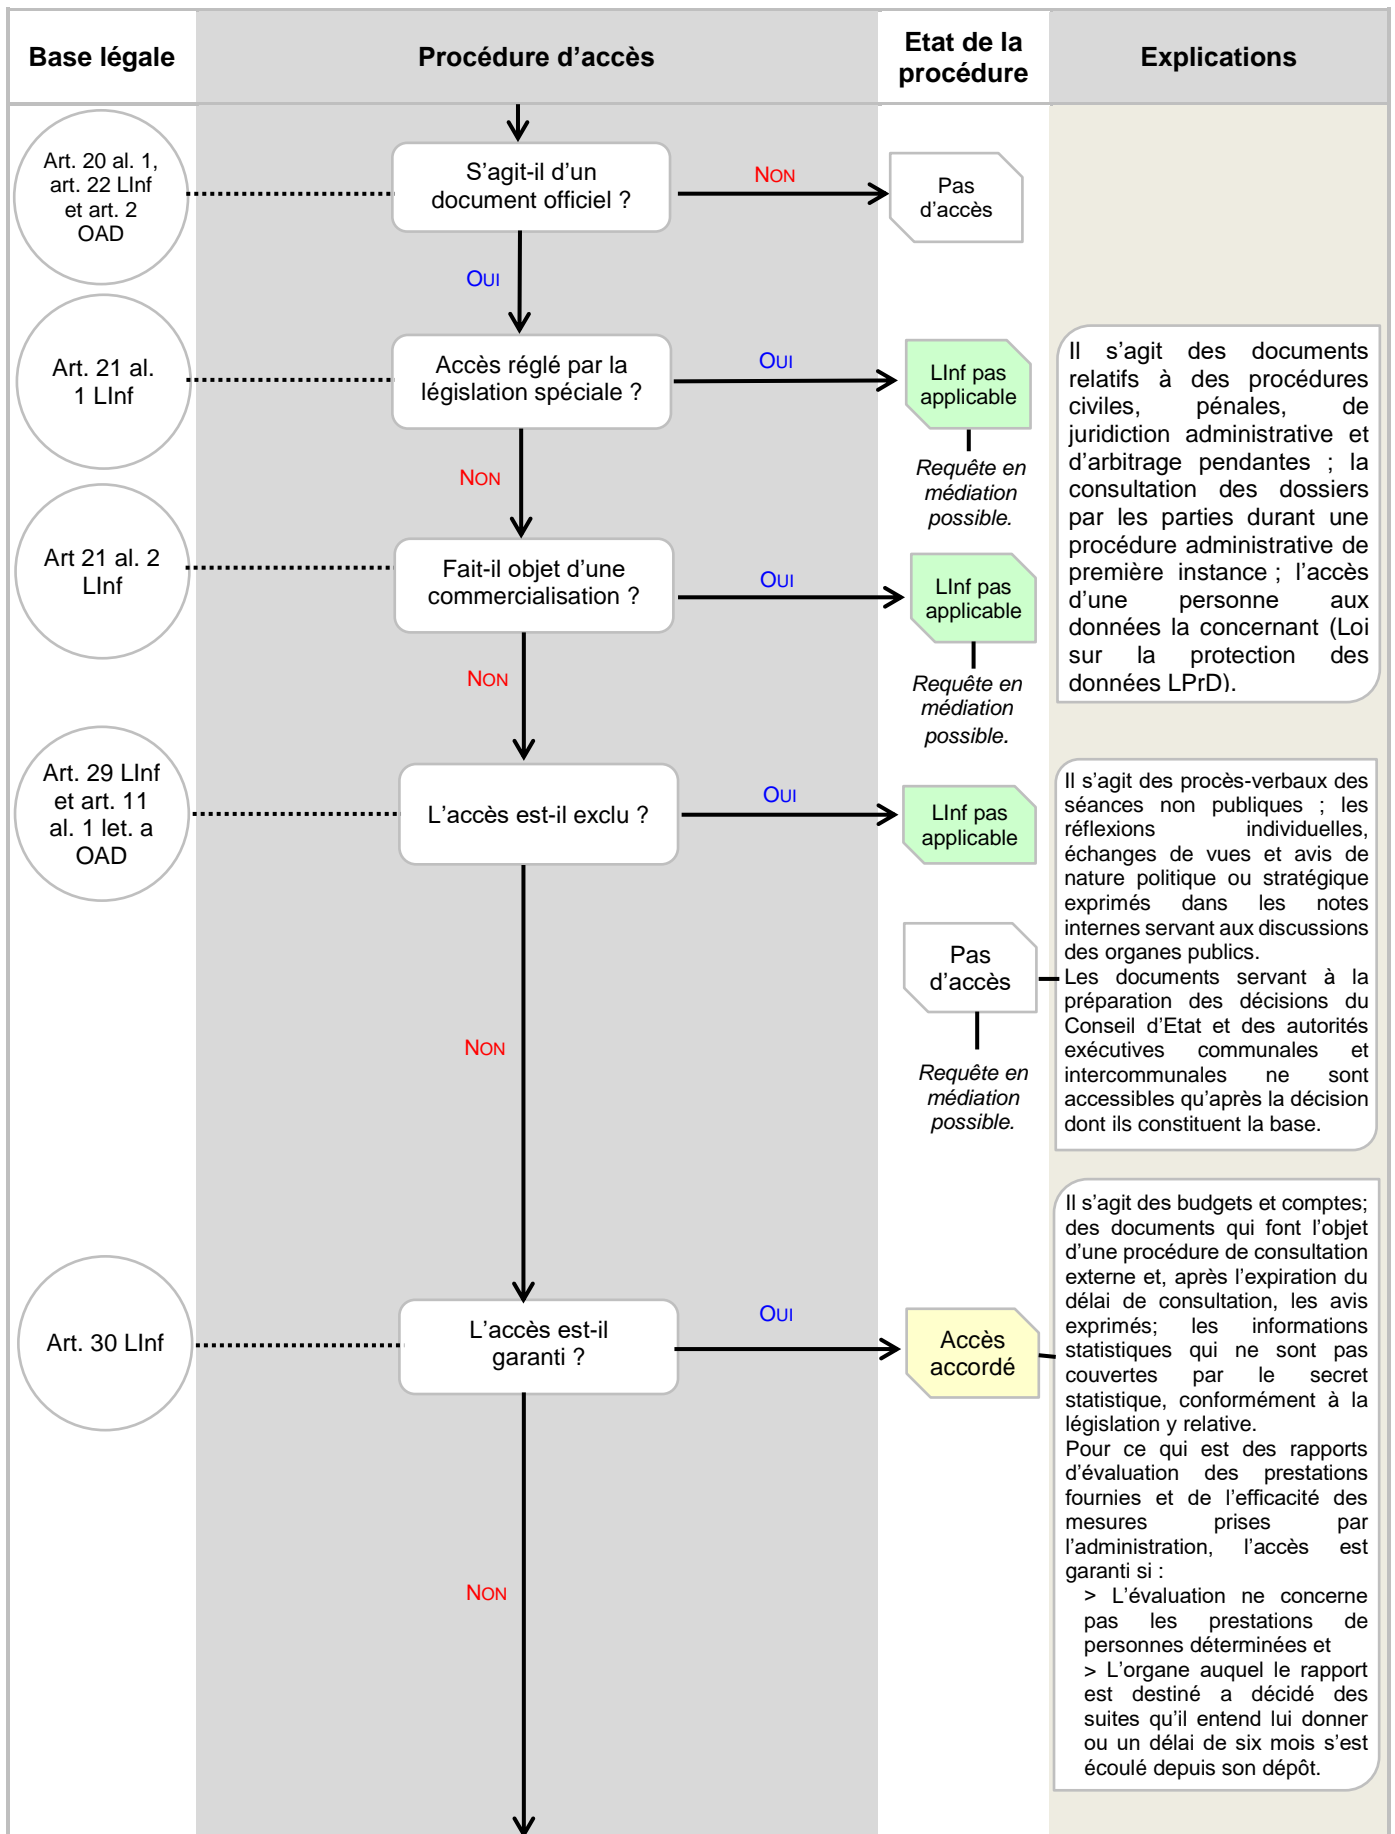 Base légale
Procédure d'accès
Etat de la
procédure
Explications
Art. 20 al. 1,
art. 22 LInf
et art. 2
OAD
S'agit-il d'un
document officiel ?
NON
Pas
d'accès
OUI
Art. 21 al.
1 LInf
Accès réglé par la
législation spéciale ?
OUI
LInf pas
applicable
Requête en
médiation
possible.
NON
Il s'agit des documents
relatifs à des procédures
civiles, pénales, de
juridiction administrative et
d'arbitrage pendantes ; la
consultation des dossiers
par les parties durant une
procédure administrative de
première instance ; l'accès
d'une personne aux
données la concernant (Loi
sur la protection des
données LPrD).
Art 21 al. 2
LInf
Fait-il objet d'une
commercialisation ?
OUI
LInf pas
applicable
Requête en
médiation
possible.
NON
Art. 29 LInf
et art. 11
al. 1 let. a
OAD
L'accès est-il exclu ?
OUI
LInf pas
applicable
Pas
d'accès
Requête en
médiation
possible.
NON
Il s'agit des procès-verbaux des
séances non publiques ; les
réflexions individuelles,
échanges de vues et avis de
nature politique ou stratégique
exprimés dans les notes
internes servant aux discussions
des organes publics.
Les documents servant à la
préparation des décisions du
Conseil d'Etat et des autorités
exécutives communales et
intercommunales ne sont
accessibles qu'après la décision
dont ils constituent la base.
Art. 30 LInf
L'accès est-il
garanti ?
OUI
Accès
accordé
NON
Il s'agit des budgets et comptes;
des documents qui font l'objet
d'une procédure de consultation
externe et, après l'expiration du
délai de consultation, les avis
exprimés; les informations
statistiques qui ne sont pas
couvertes par le secret
statistique, conformément à la
législation y relative.
Pour ce qui est des rapports
d'évaluation des prestations
fournies et de l'efficacité des
mesures prises par
l'administration, l'accès est
garanti si :
> L'évaluation ne concerne
pas les prestations de
personnes déterminées et
> L'organe auquel le rapport
est destiné a décidé des
suites qu'il entend lui donner
ou un délai de six mois s'est
écoulé depuis son dépôt.